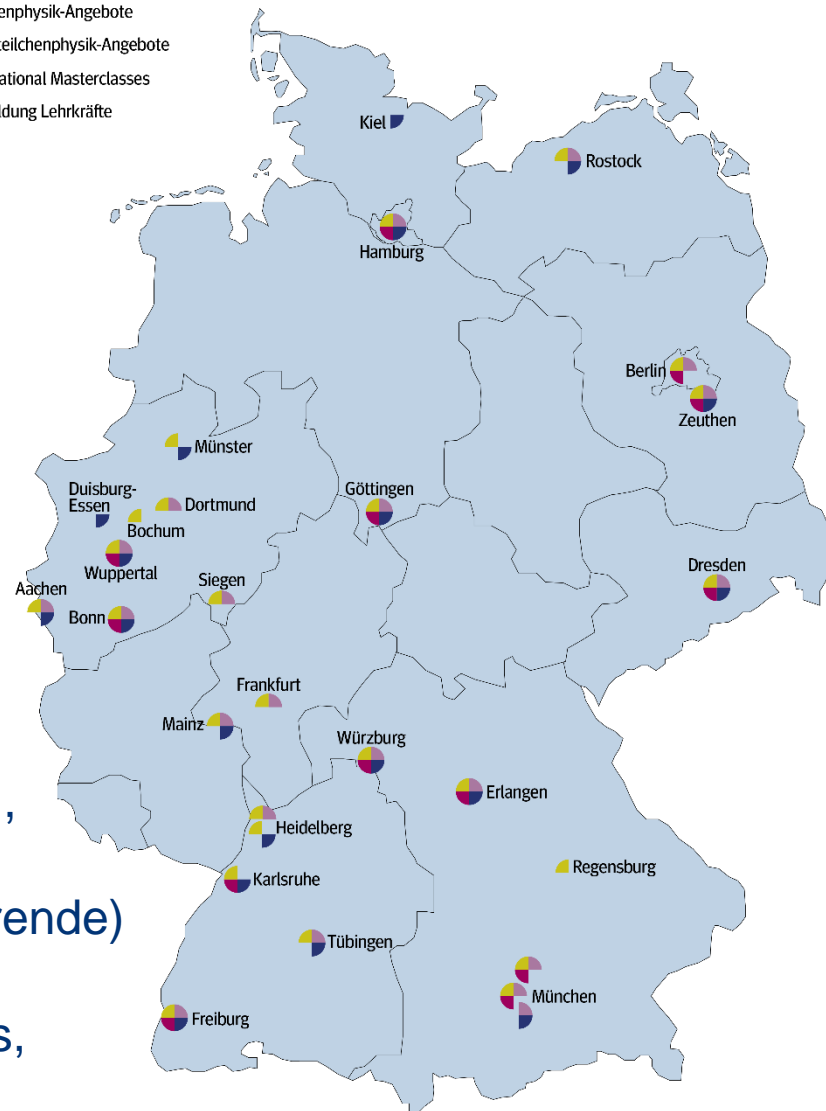 enphysik-Angebote
eilchenphysik-Angebote
ational Masterclasses
ldung Lehrkräfte
Kiel
Rostock
Hamburg
Berlin
Zeuthen
Münster
Duisburg-
Essen
Dortmund
Bochum
Göttingen
Wuppertal
Siegen
Dresden
Aachen
Bonn
Frankfurt
Mainz
Würzburg
Erlangen
,
Heidelberg
Regensburg
Karlsruhe
rende)
Tübingen
München
Freiburg
s,